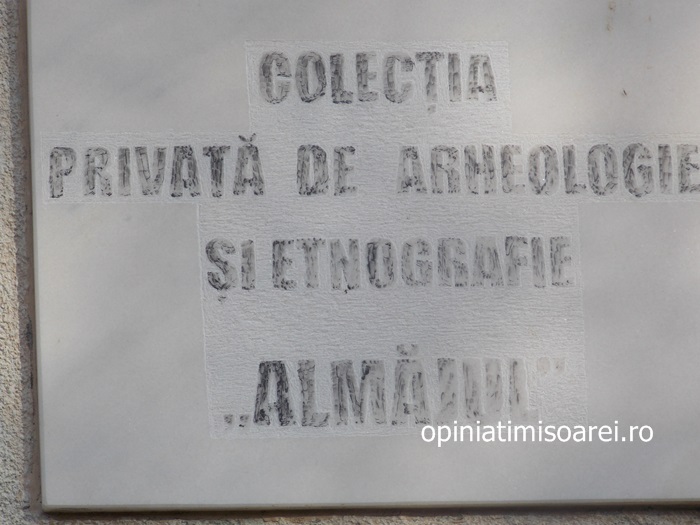 COLECȚIA
PRIVATĂ DE ARHEOLOGIE
ȘI ETNOGRAFIE
„ALMĂJUL”
opiniatimisoarei.ro